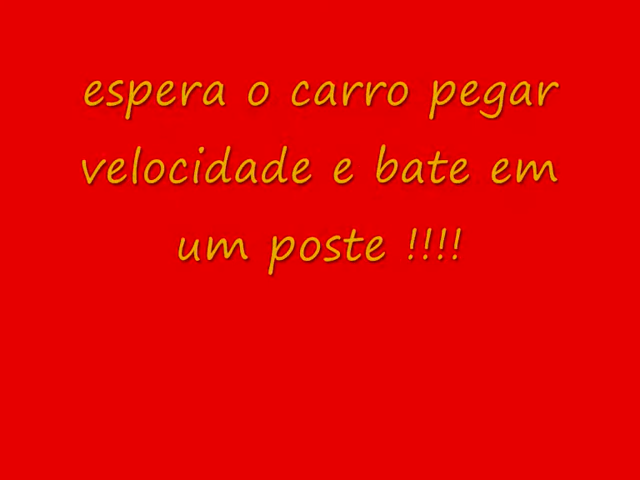 espera o carro pegar
velocidade e bate em
um poste !!!!